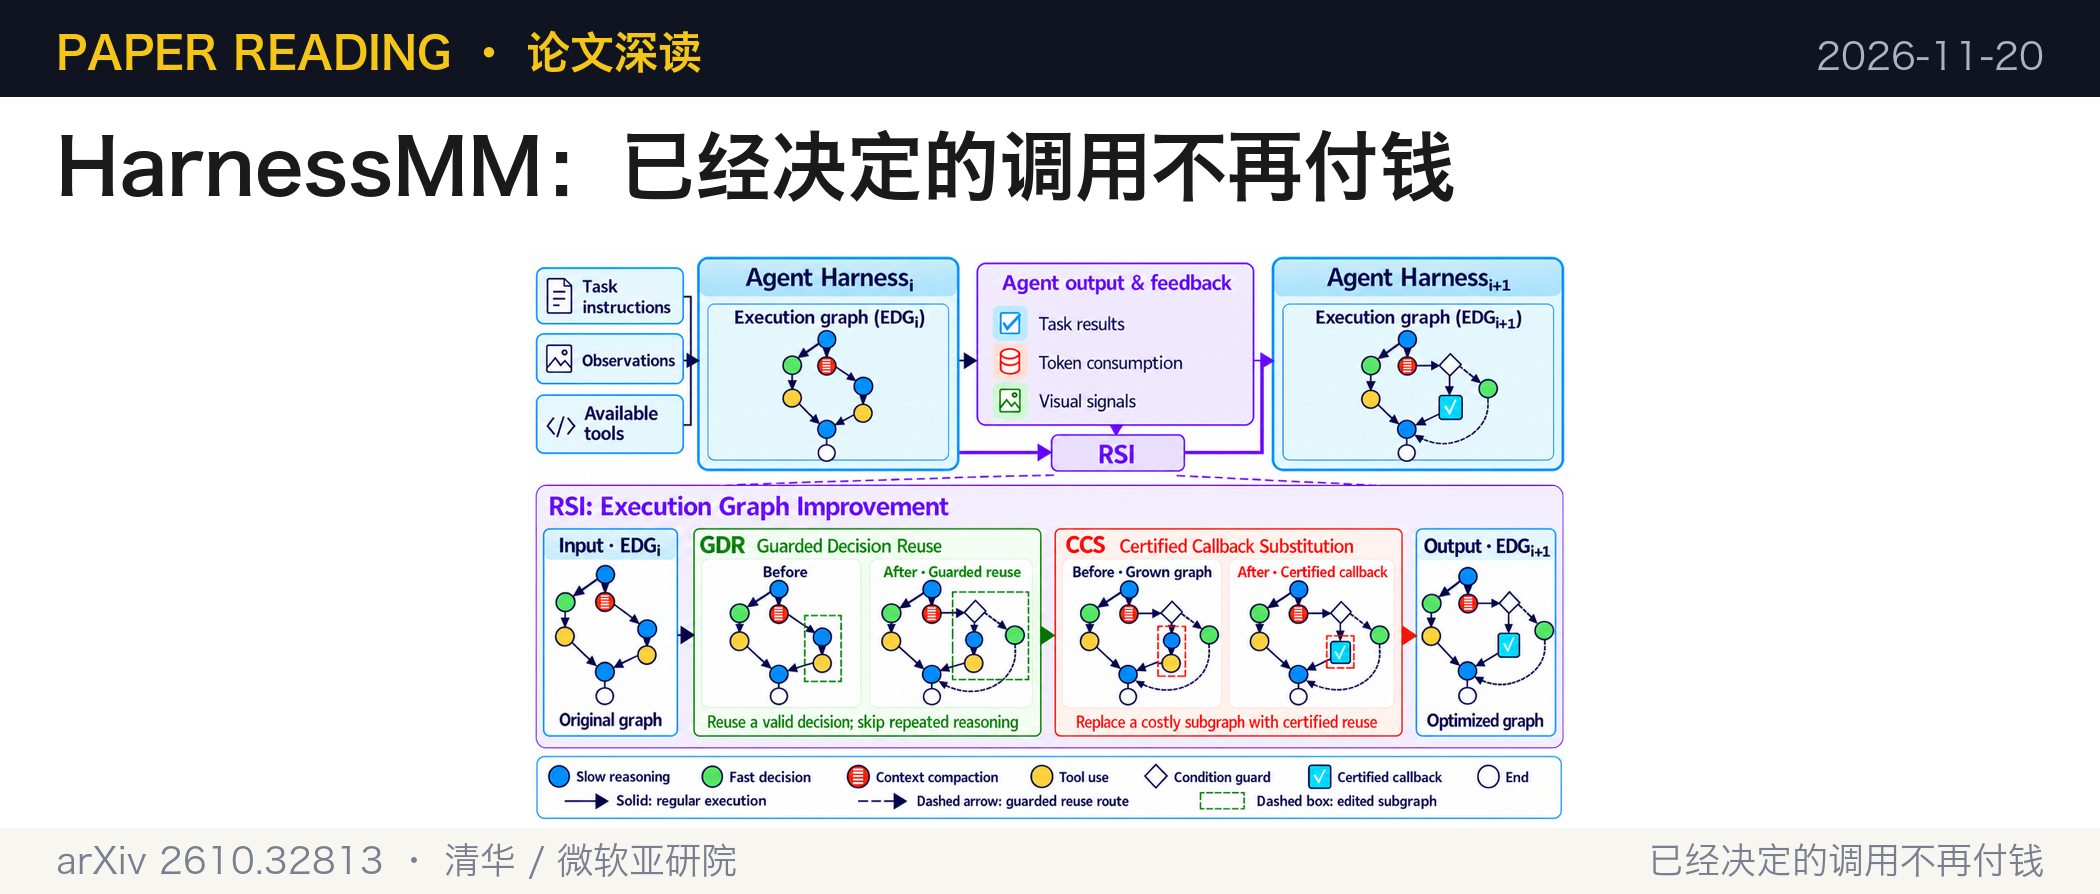 PAPER READING · 论文深读
2026-11-20
HarnessMM：已经决定的调用不再付钱
Task instructions
Observations
Available tools
Agent Harness_i
Execution graph (EDG_i)
Agent output & feedback
Task results
Token consumption
Visual signals
RSI
Agent Harness_i+1
Execution graph (EDG_i+1)
RSI: Execution Graph Improvement
Input · EDG_i
Original graph
GDR Guarded Decision Reuse
Before
After · Guarded reuse
Reuse a valid decision; skip repeated reasoning
CCS Certified Callback Substitution
Before · Grown graph
After · Certified callback
Replace a costly subgraph with certified reuse
Output · EDG_i+1
Optimized graph
Slow reasoning
Fast decision
Context compaction
Tool use
Condition guard
Certified callback
End
Solid: regular execution
Dashed arrow: guarded reuse route
Dashed box: edited subgraph
arXiv 2610.32813 · 清华 / 微软亚研院
已经决定的调用不再付钱